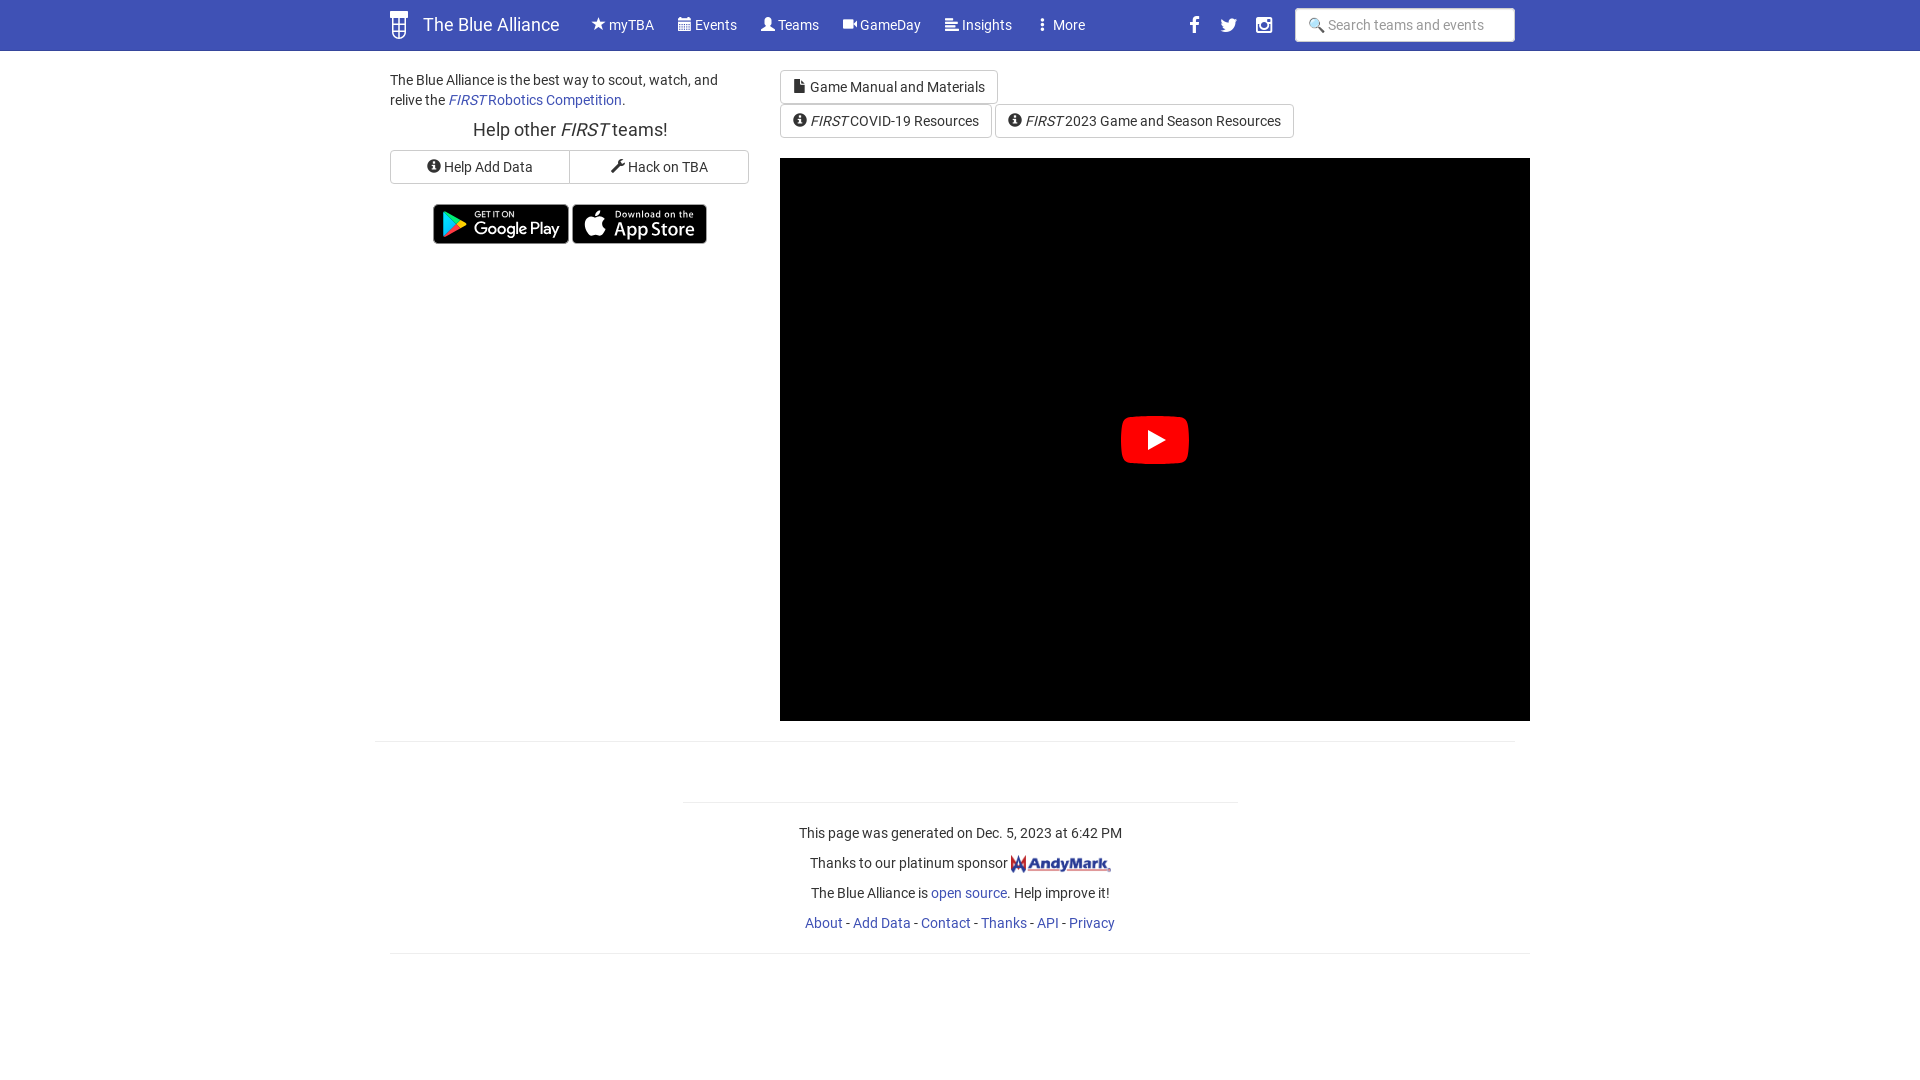 The Blue Alliance myTBA Events Teams GameDay Insights More 🔍 Search teams and events
The Blue Alliance is the best way to scout, watch, and
relive the FIRST Robotics Competition.
Help other FIRST teams!
Help Add Data Hack on TBA
GET IT ON
Google Play
Download on the
App Store
Game Manual and Materials
FIRST COVID-19 Resources FIRST 2023 Game and Season Resources
This page was generated on Dec. 5, 2023 at 6:42 PM
Thanks to our platinum sponsor AndyMark
The Blue Alliance is open source. Help improve it!
About - Add Data - Contact - Thanks - API - Privacy